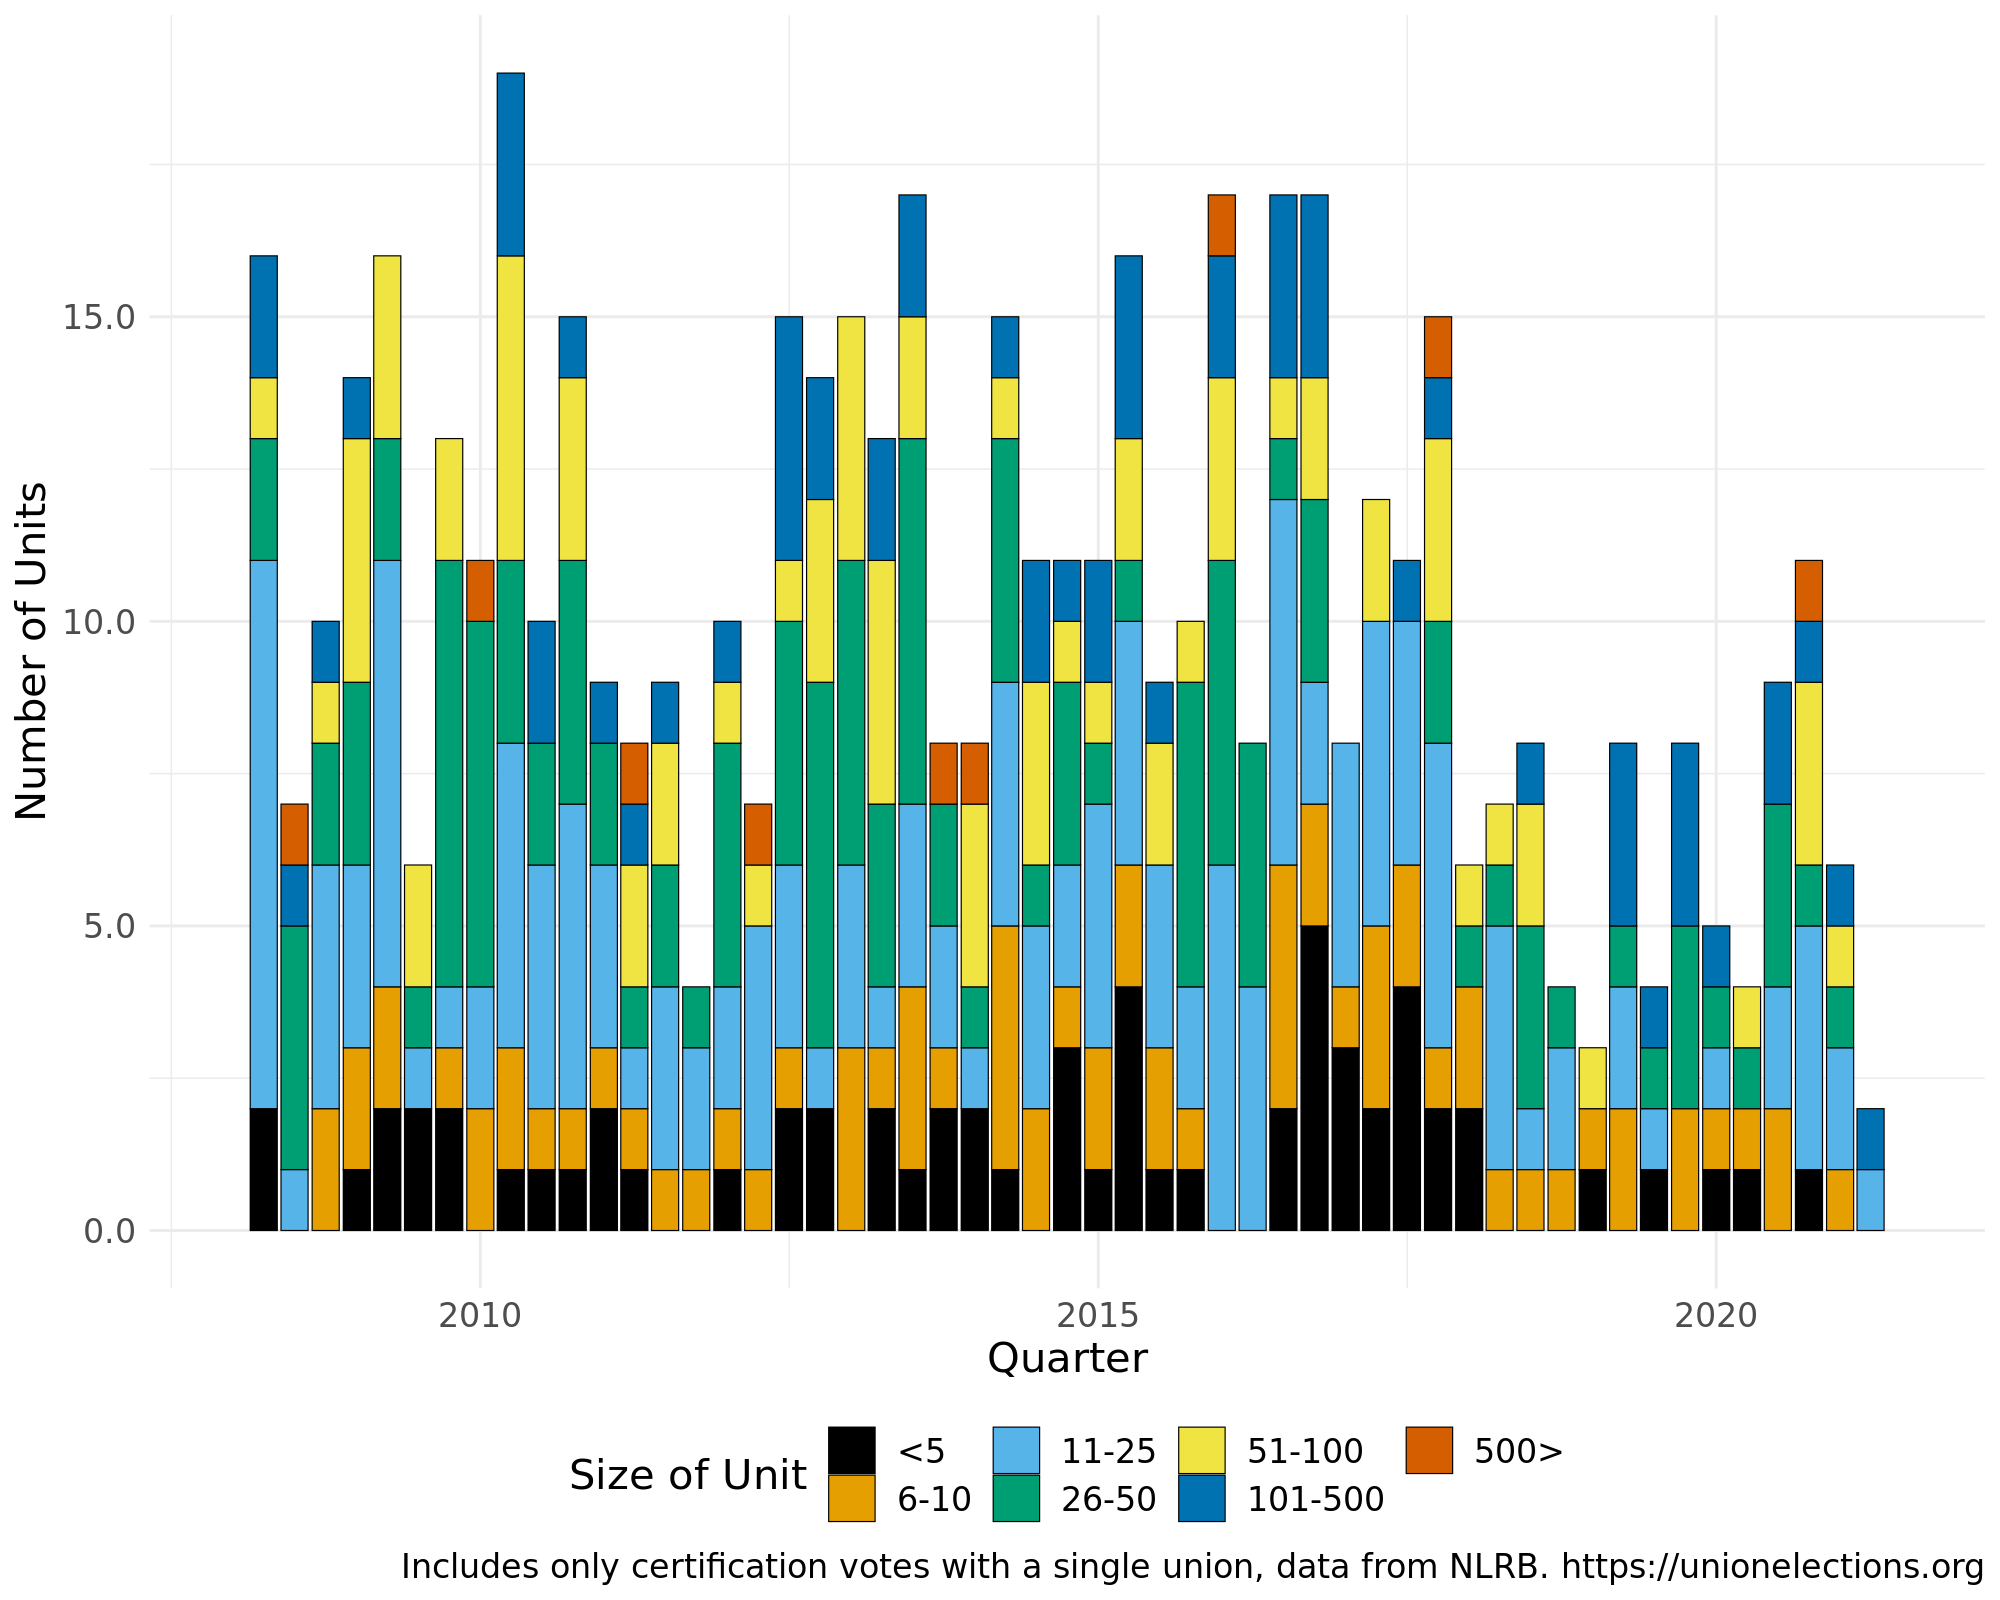 Number of Units
15.0
10.0
5.0
0.0
2010 2015 2020
Quarter
Size of Unit
<5 11-25 51-100 500>
6-10 26-50 101-500
Includes only certification votes with a single union, data from NLRB. https://unionelections.org